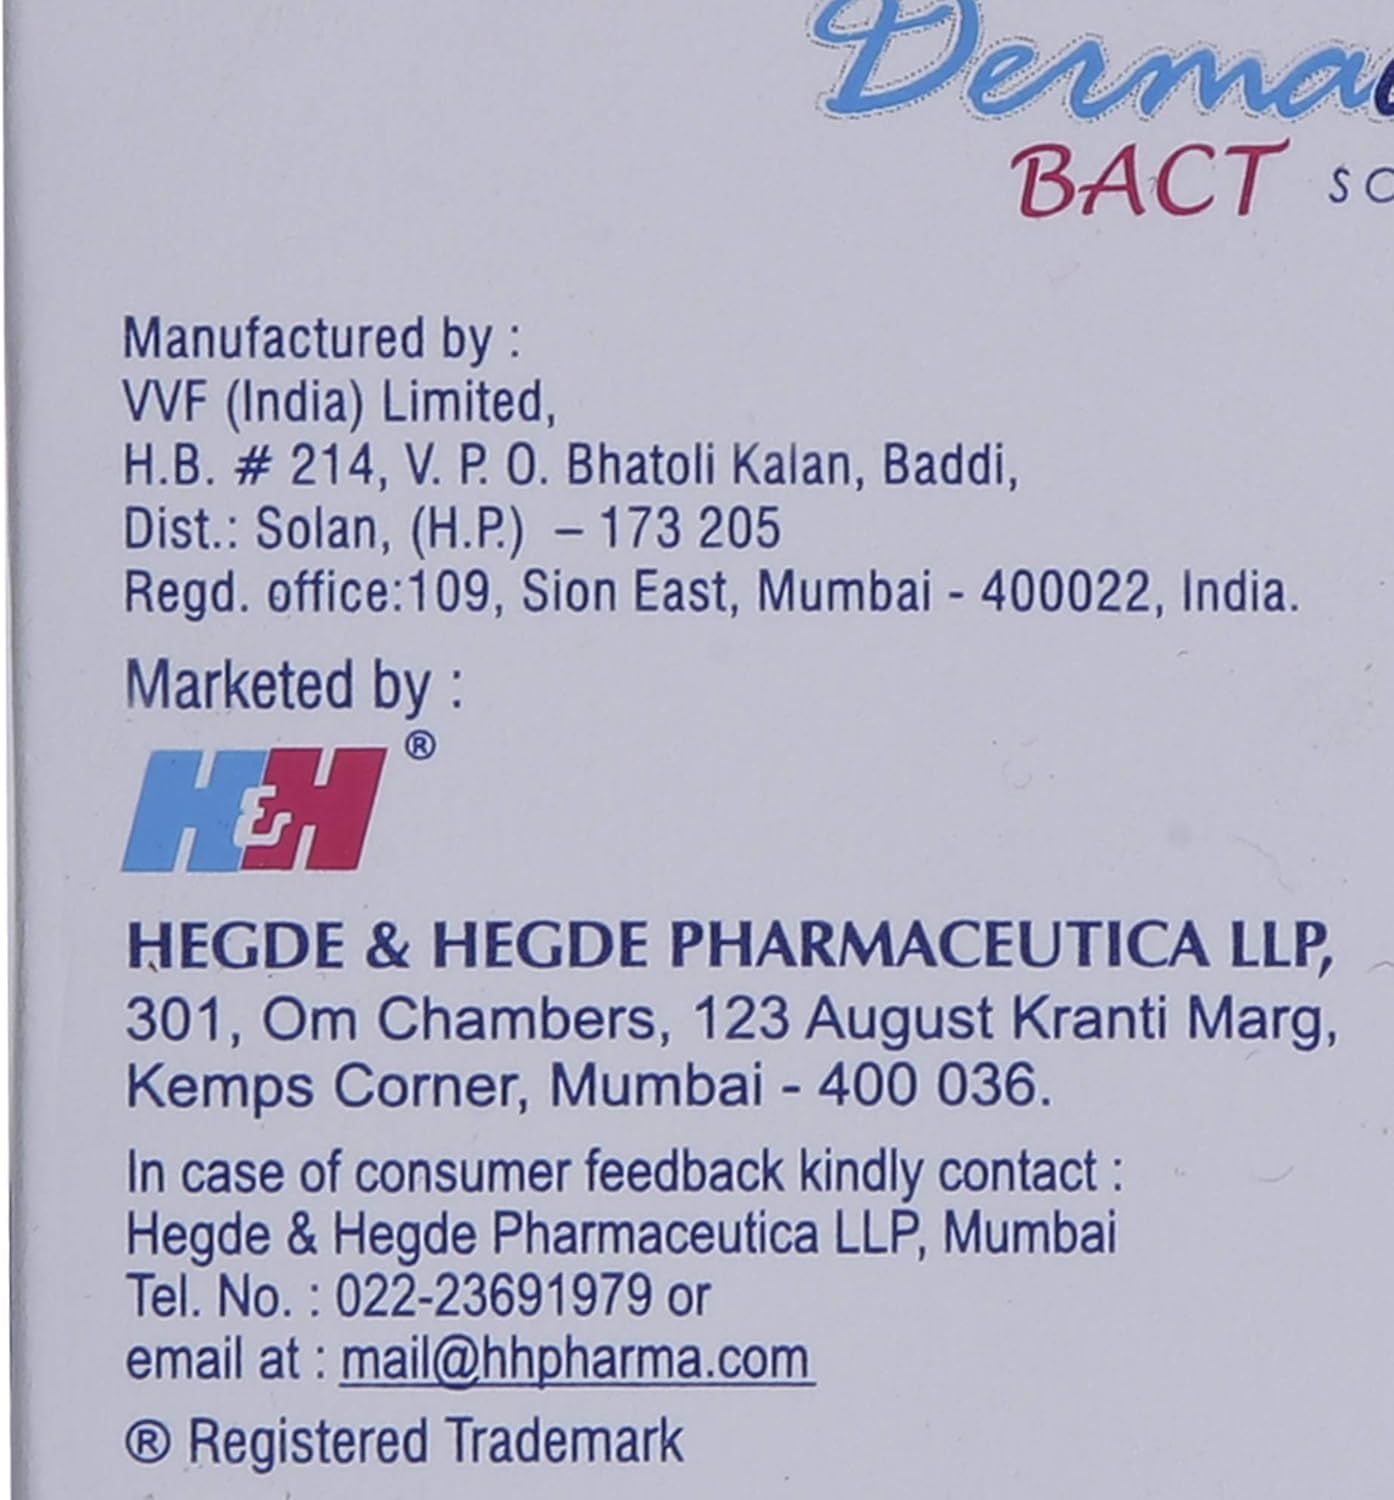 Derma
BACT
Manufactured by :
VVF (India) Limited,
H.B. # 214, V. P. O. Bhatoli Kalan, Baddi,
Dist.: Solan, (H.P.) – 173 205
Regd. office:109, Sion East, Mumbai - 400022, India.
Marketed by :
H&H ®
HEGDE & HEGDE PHARMACEUTICA LLP,
301, Om Chambers, 123 August Kranti Marg,
Kemps Corner, Mumbai - 400 036.
In case of consumer feedback kindly contact :
Hegde & Hegde Pharmaceutica LLP, Mumbai
Tel. No. : 022-23691979 or
email at : mail@hhpharma.com
® Registered Trademark